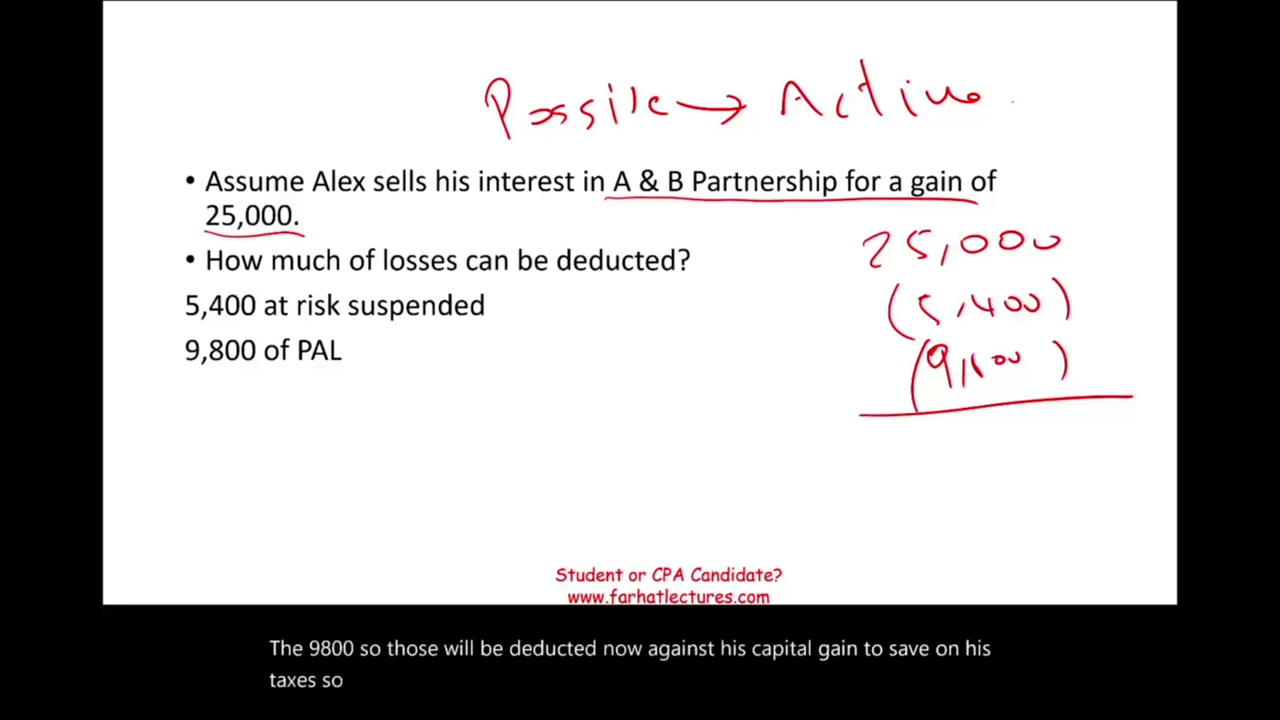 Passive → Active
• Assume Alex sells his interest in A & B Partnership for a gain of
25,000.
25,000
• How much of losses can be deducted?
5,400 at risk suspended
(5,400)
9,800 of PAL
(9,800)
Student or CPA Candidate?
www.farhatlectures.com
The 9800 so those will be deducted now against his capital gain to save on his
taxes so